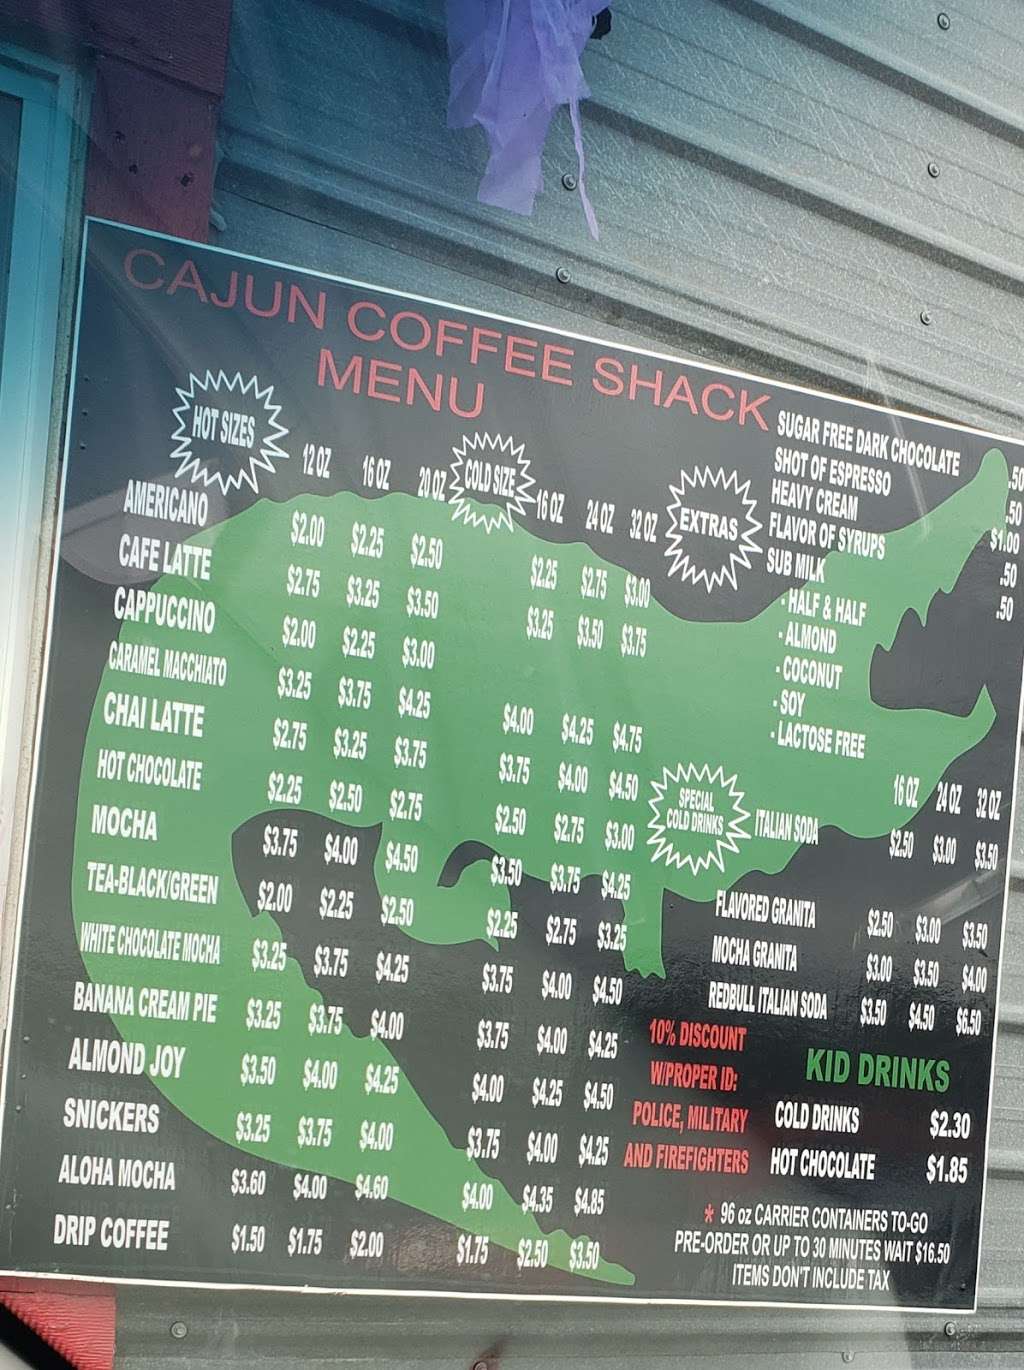 CAJUN COFFEE SHACK
MENU
HOT SIZES 12 OZ 16 OZ 20 OZ COLD SIZE 16 OZ 24 OZ 32 OZ
AMERICANO $2.00 $2.25 $2.50 $2.25 $2.75 $3.00
CAFE LATTE $2.75 $3.25 $3.50 $3.25 $3.50 $3.75
CAPPUCCINO $2.00 $2.25 $3.00
CARAMEL MACCHIATO $3.25 $3.75 $4.25 $4.00 $4.25 $4.75
CHAI LATTE $2.75 $3.25 $3.75 $3.75 $4.00 $4.50
HOT CHOCOLATE $2.25 $2.50 $2.75 $2.50 $2.75 $3.00
MOCHA $3.75 $4.00 $4.50 $3.50 $3.75 $4.25
TEA-BLACK/GREEN $2.00 $2.25 $2.50 $2.25 $2.75 $3.25
WHITE CHOCOLATE MOCHA $3.25 $3.75 $4.25 $3.75 $4.00 $4.50
BANANA CREAM PIE $3.25 $3.75 $4.00 $3.75 $4.00 $4.25
ALMOND JOY $3.50 $4.00 $4.25 $4.00 $4.25 $4.50
SNICKERS $3.25 $3.75 $4.00 $3.75 $4.00 $4.25
ALOHA MOCHA $3.60 $4.00 $4.60 $4.00 $4.35 $4.85
DRIP COFFEE $1.50 $1.75 $2.00 $1.75 $2.50 $3.50
EXTRAS
SUGAR FREE DARK CHOCOLATE .50
SHOT OF ESPRESSO .50
HEAVY CREAM $1.00
FLAVOR OF SYRUPS .50
SUB MILK .50
- HALF & HALF
- ALMOND
- COCONUT
- SOY
- LACTOSE FREE
SPECIAL
COLD DRINKS
16 OZ 24 OZ 32 OZ
ITALIAN SODA $2.50 $3.00 $3.50
FLAVORED GRANITA $2.50 $3.00 $3.50
MOCHA GRANITA $3.00 $3.50 $4.00
REDBULL ITALIAN SODA $3.50 $4.50 $6.50
10% DISCOUNT
W/PROPER ID:
POLICE, MILITARY
AND FIREFIGHTERS
KID DRINKS
COLD DRINKS $2.30
HOT CHOCOLATE $1.85
* 96 oz CARRIER CONTAINERS TO-GO
PRE-ORDER OR UP TO 30 MINUTES WAIT $16.50
ITEMS DON'T INCLUDE TAX